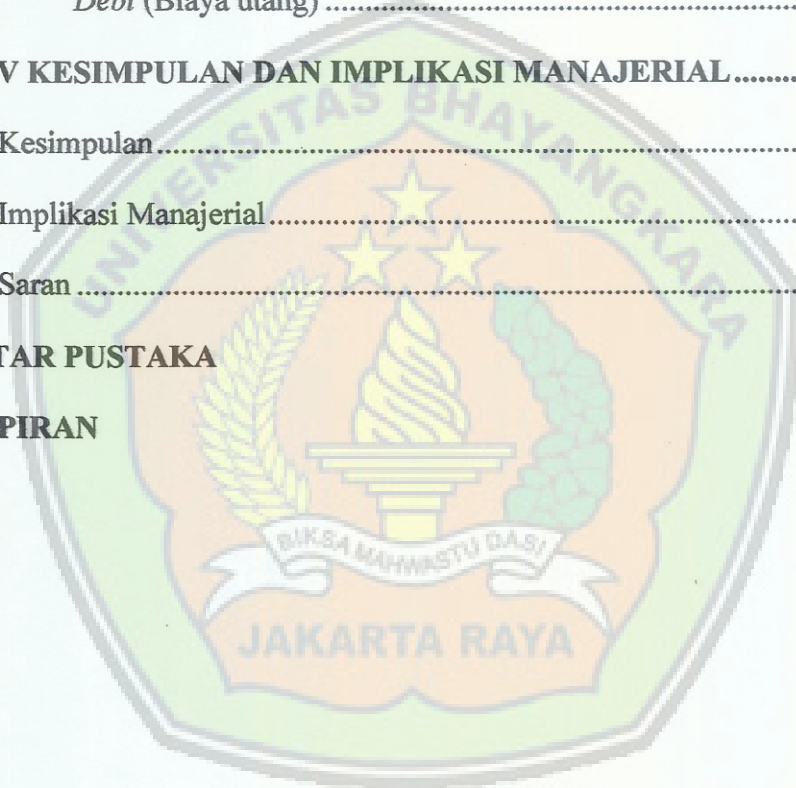 Debt (Biaya utang)..........
V KESIMPULAN DAN IMPLIKASI MANAJERIAL..........
Kesimpulan..........
Implikasi Manajerial..........
Saran..........
TAR PUSTAKA
PIRAN
UNIVERSITAS BHAYANGKARA
BIKSA MAHWASTU DASI
JAKARTA RAYA